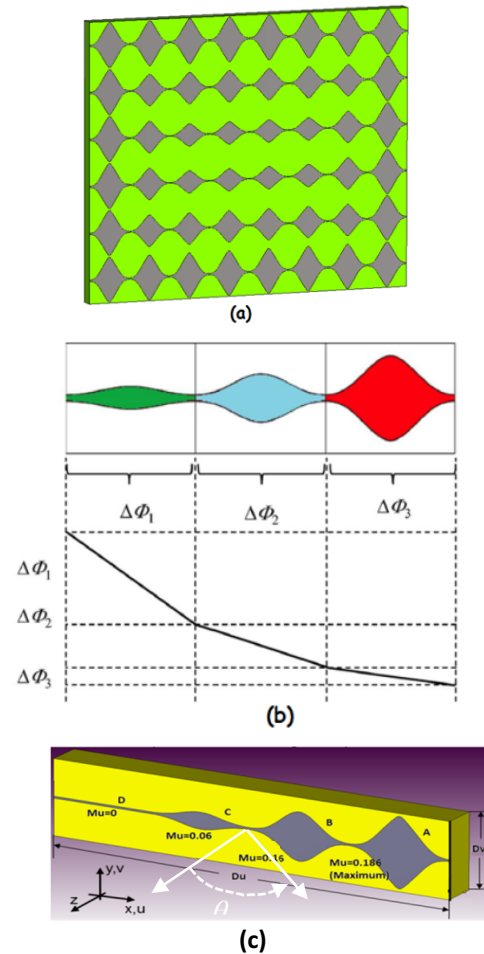 (a)
ΔΦ1 ΔΦ2 ΔΦ3
ΔΦ1
ΔΦ2
ΔΦ3
(b)
D
Mu=0
C
Mu=0.06
B
Mu=0.16
A
Mu=0.186
(Maximum)
Du
Dv
y,v
x,u
z
(c)